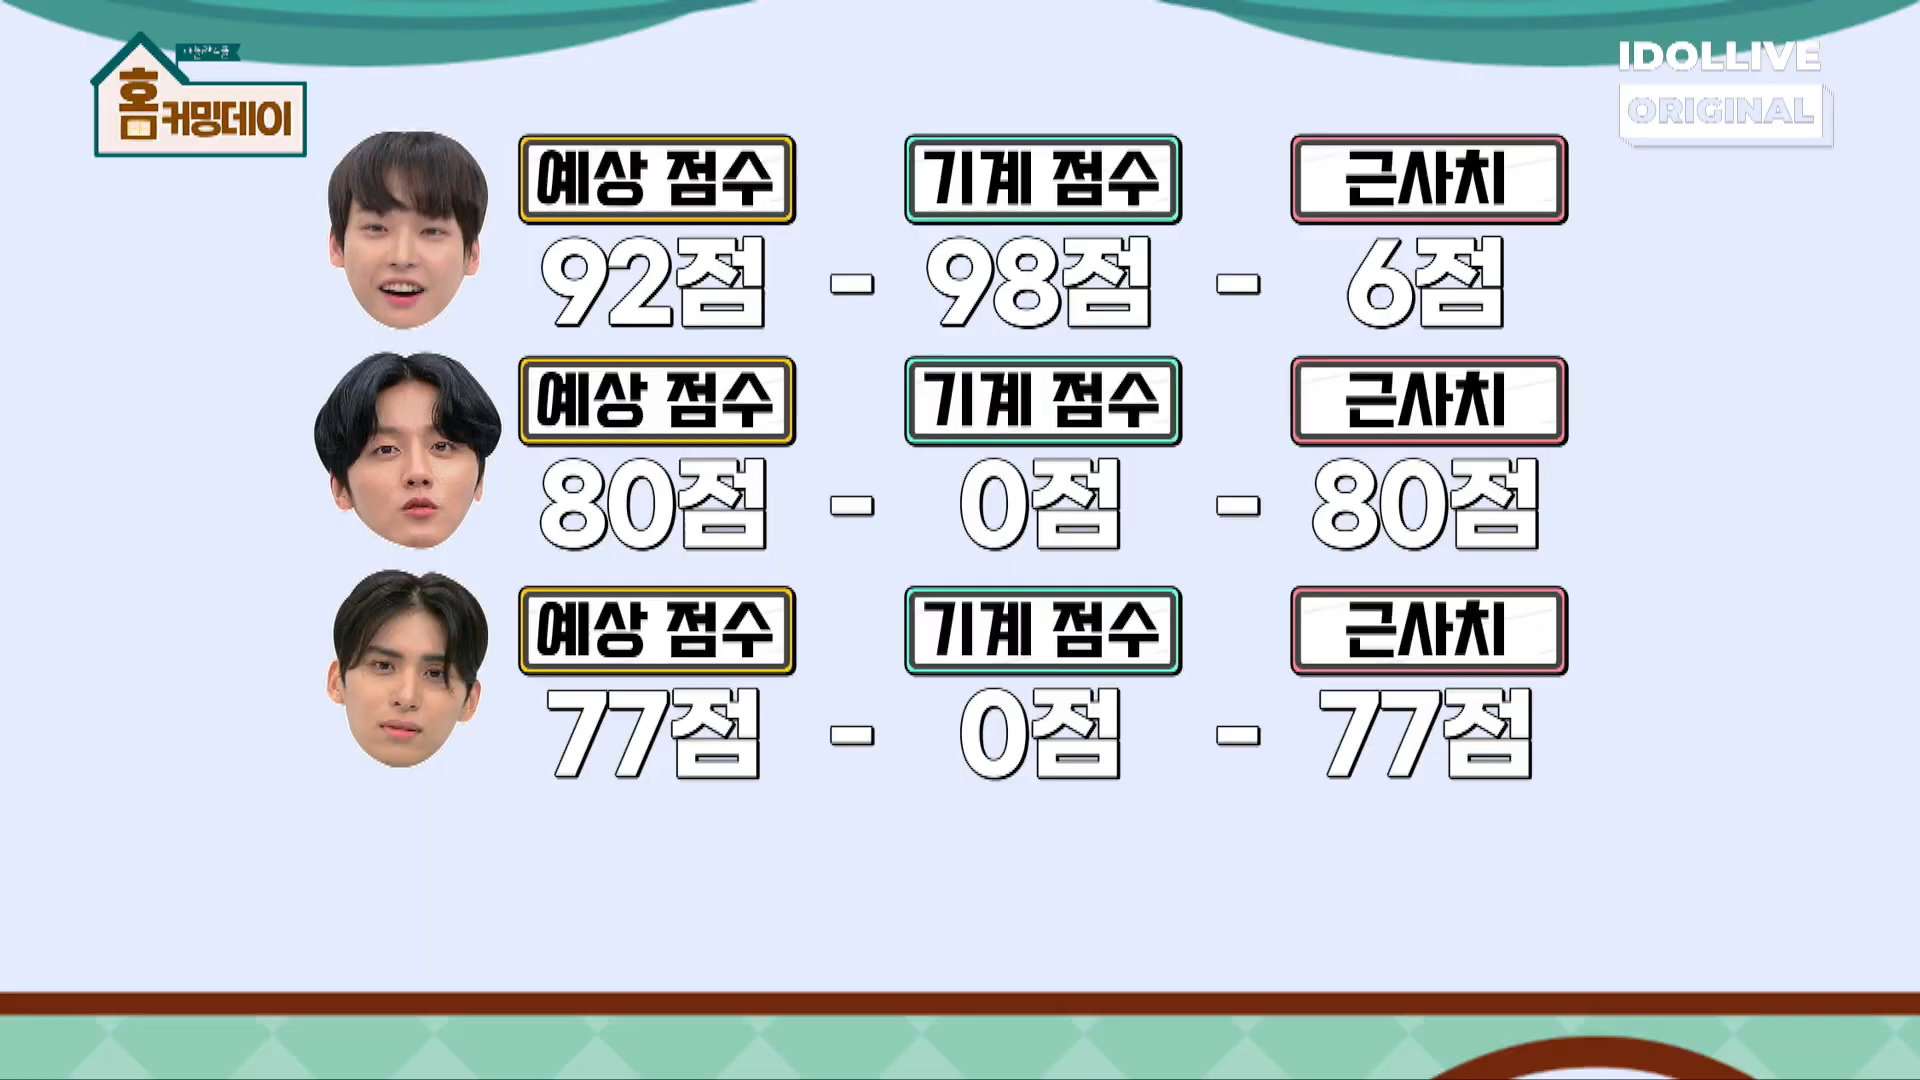 홈커밍데이
IDOLLIVE
ORIGINAL
예상 점수 기계 점수 근사치
92점 - 98점 - 6점
예상 점수 기계 점수 근사치
80점 - 0점 - 80점
예상 점수 기계 점수 근사치
77점 - 0점 - 77점